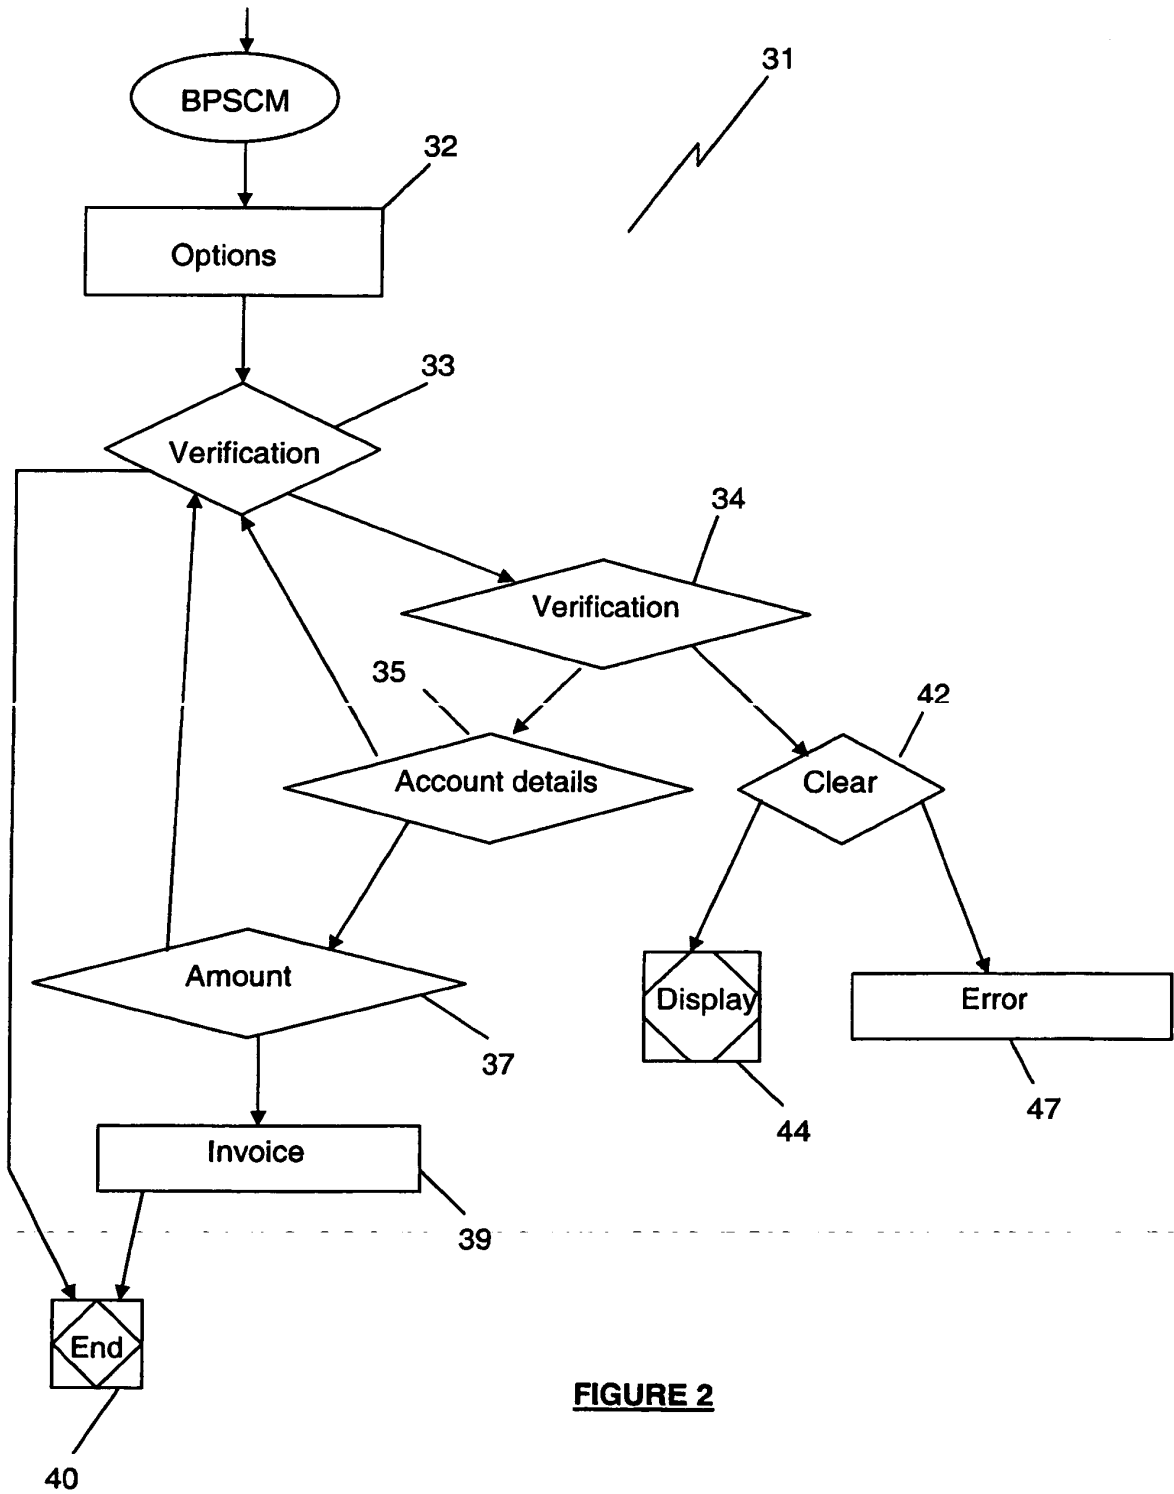 31
BPSCM
32
Options
33
Verification
34
Verification
35
42
Account details
Clear
Amount
Display
Error
37
47
44
Invoice
39
End
FIGURE 2
40